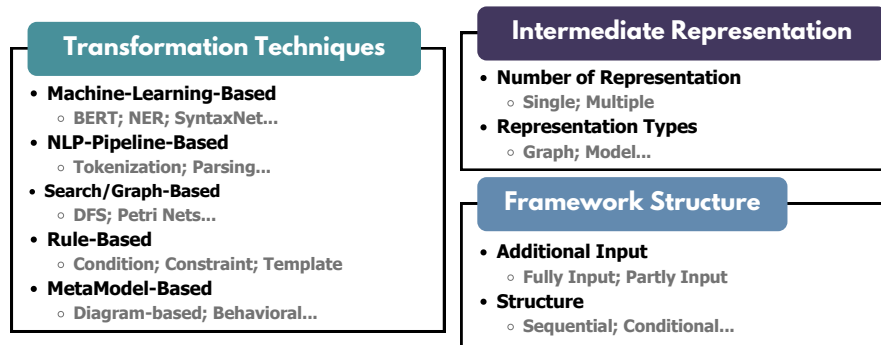 Transformation Techniques
• Machine-Learning-Based
◦ BERT; NER; SyntaxNet...
• NLP-Pipeline-Based
◦ Tokenization; Parsing...
• Search/Graph-Based
◦ DFS; Petri Nets...
• Rule-Based
◦ Condition; Constraint; Template
• MetaModel-Based
◦ Diagram-based; Behavioral...
Intermediate Representation
• Number of Representation
◦ Single; Multiple
• Representation Types
◦ Graph; Model...
Framework Structure
• Additional Input
◦ Fully Input; Partly Input
• Structure
◦ Sequential; Conditional...